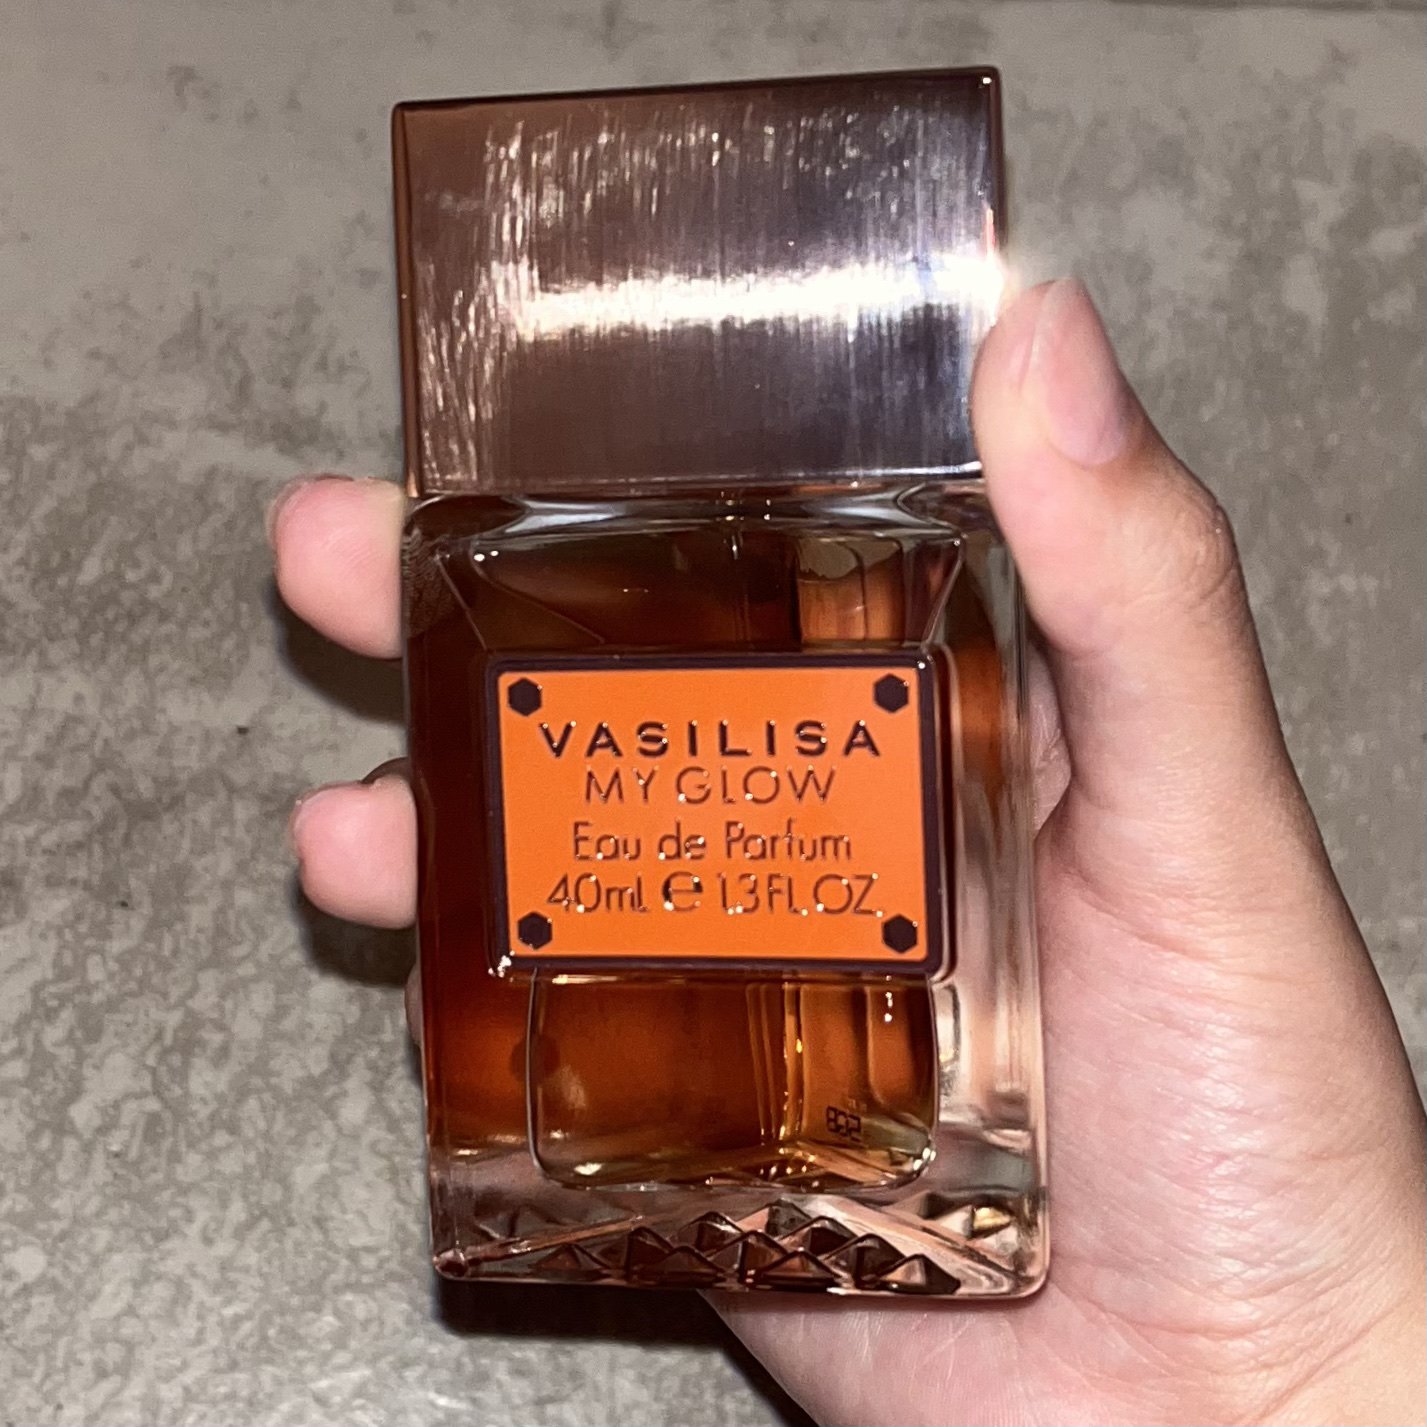 VASILISA
MY GLOW
Eau de Parfum
40ml e 1.3 FL.OZ.